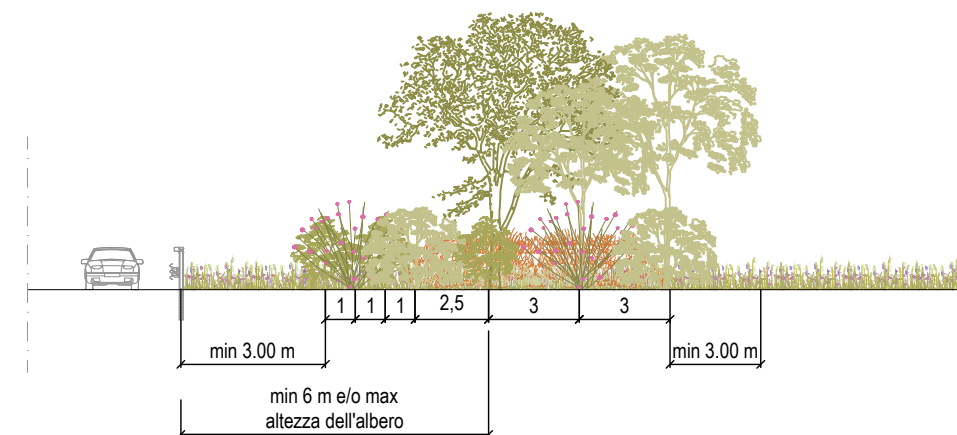 1 1 1 2,5 3 3
min 3.00 m min 3.00 m
min 6 m e/o max
altezza dell'albero